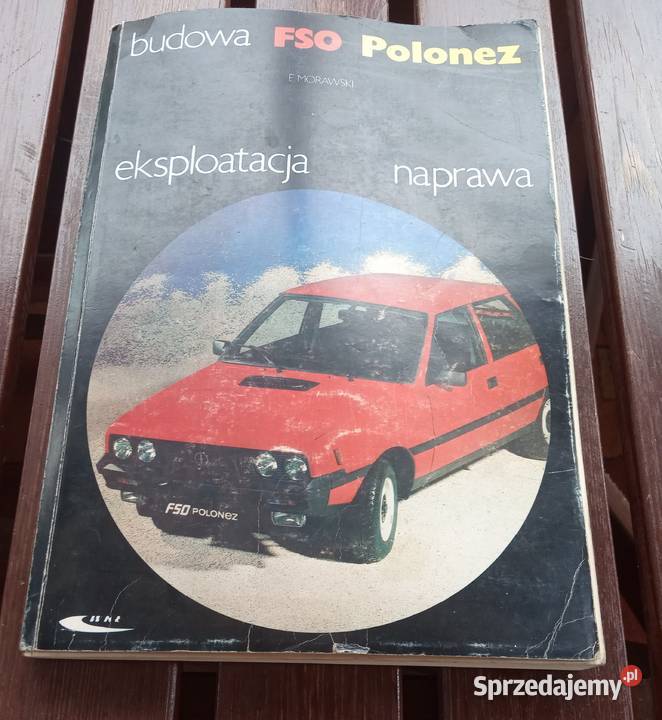 budowa FSO Polonez
E. MORAWSKI
eksploatacja naprawa
FSO POLONEZ
Sprzedajemy.pl